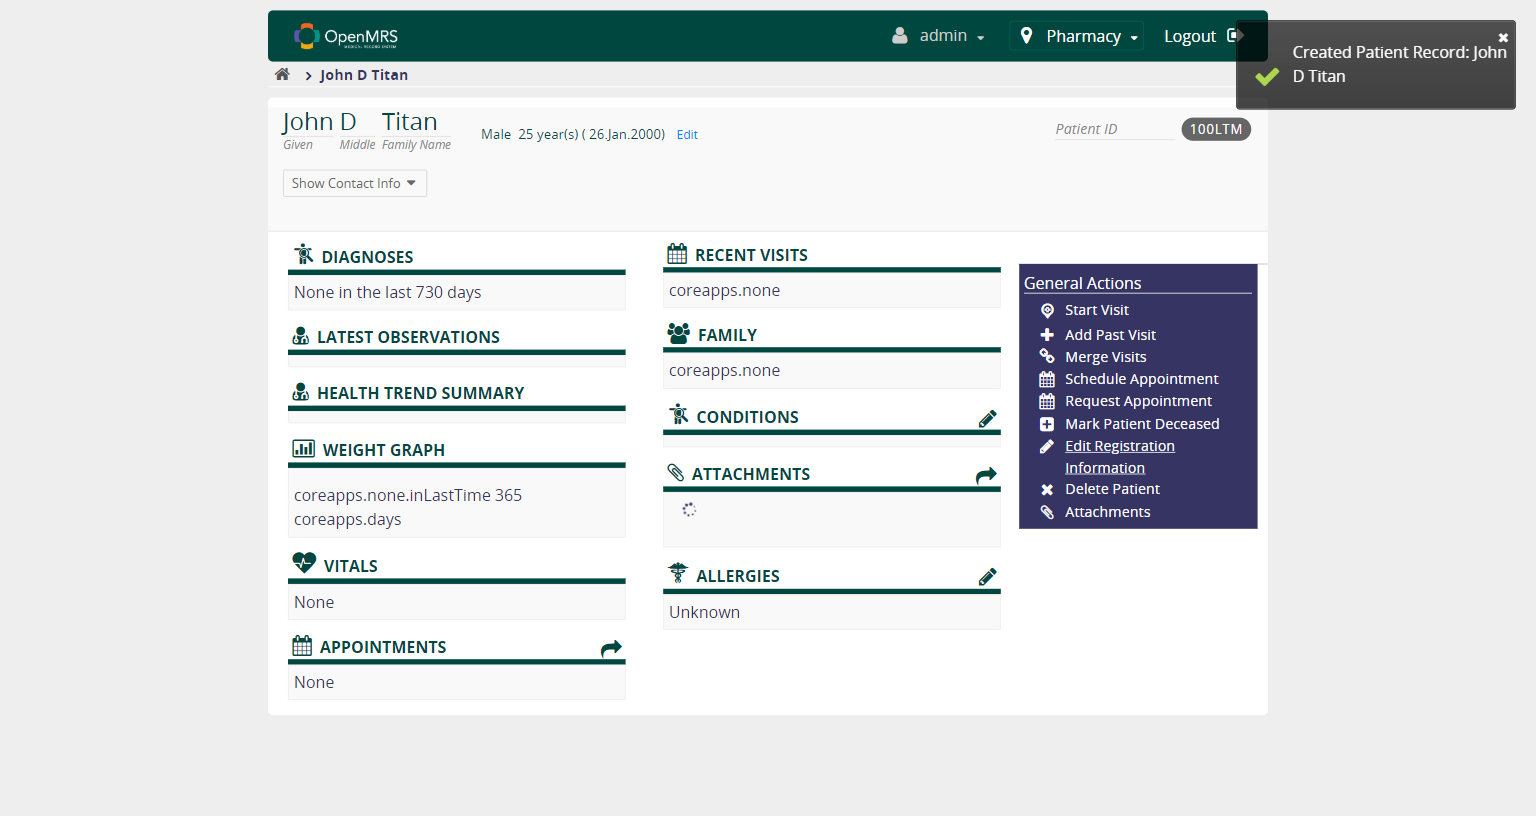 OpenMRS
MEDICAL RECORD SYSTEM
admin
Pharmacy
Logout
Created Patient Record: John
D Titan
John D Titan
John D Titan
Given Middle Family Name
Male 25 year(s) ( 26.Jan.2000) Edit
Patient ID 100LTM
Show Contact Info
DIAGNOSES
None in the last 730 days
LATEST OBSERVATIONS
HEALTH TREND SUMMARY
WEIGHT GRAPH
coreapps.none.inLastTime 365
coreapps.days
VITALS
None
APPOINTMENTS
None
RECENT VISITS
coreapps.none
FAMILY
coreapps.none
CONDITIONS
ATTACHMENTS
ALLERGIES
Unknown
General Actions
Start Visit
Add Past Visit
Merge Visits
Schedule Appointment
Request Appointment
Mark Patient Deceased
Edit Registration
Information
Delete Patient
Attachments